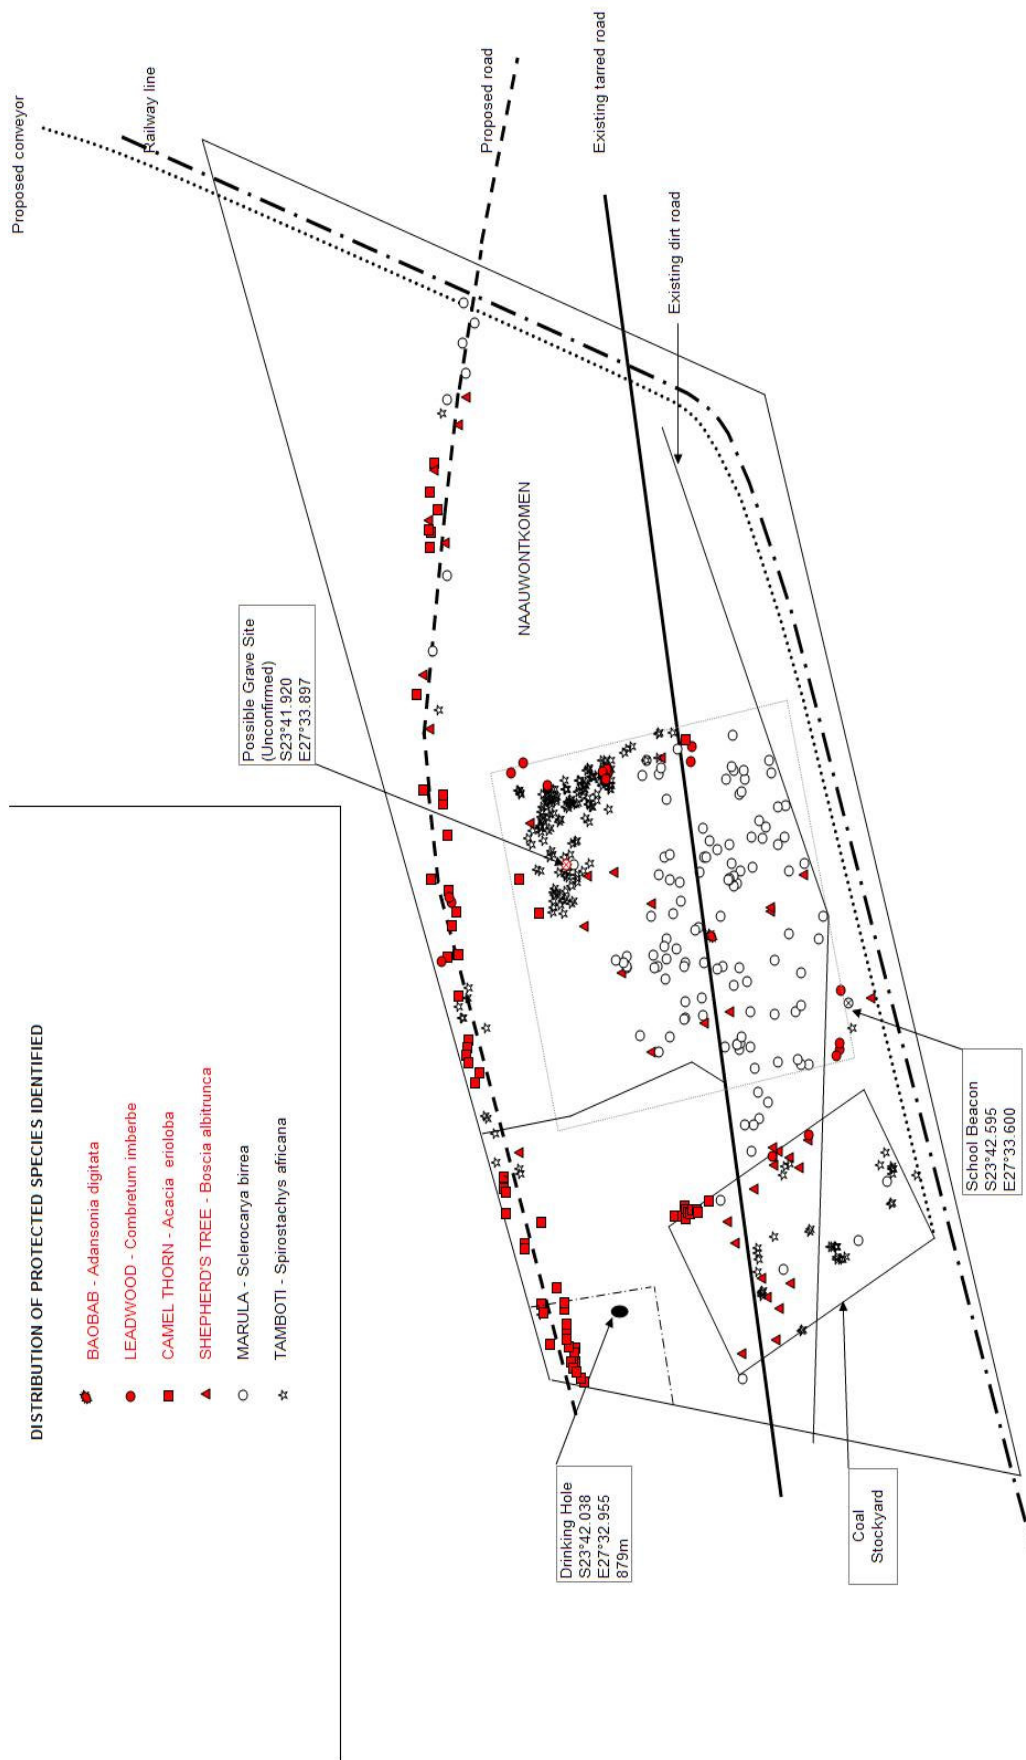 DISTRIBUTION OF PROTECTED SPECIES IDENTIFIED
BAOBAB - Adansonia digitata
LEADWOOD - Combretum imberbe
CAMEL THORN - Acacia erioloba
SHEPHERD'S TREE - Boscia albitrunca
MARULA - Sclerocarya birrea
TAMBOTI - Spirostachys africana
Proposed conveyor
Railway line
Proposed road
Existing tarred road
Existing dirt road
NAAUWONTKOMEN
Possible Grave Site
(Unconfirmed)
S23°41.920
E27°33.897
Drinking Hole
S23°42.038
E27°32.955
879m
Coal
Stockyard
School Beacon
S23°42.595
E27°33.600